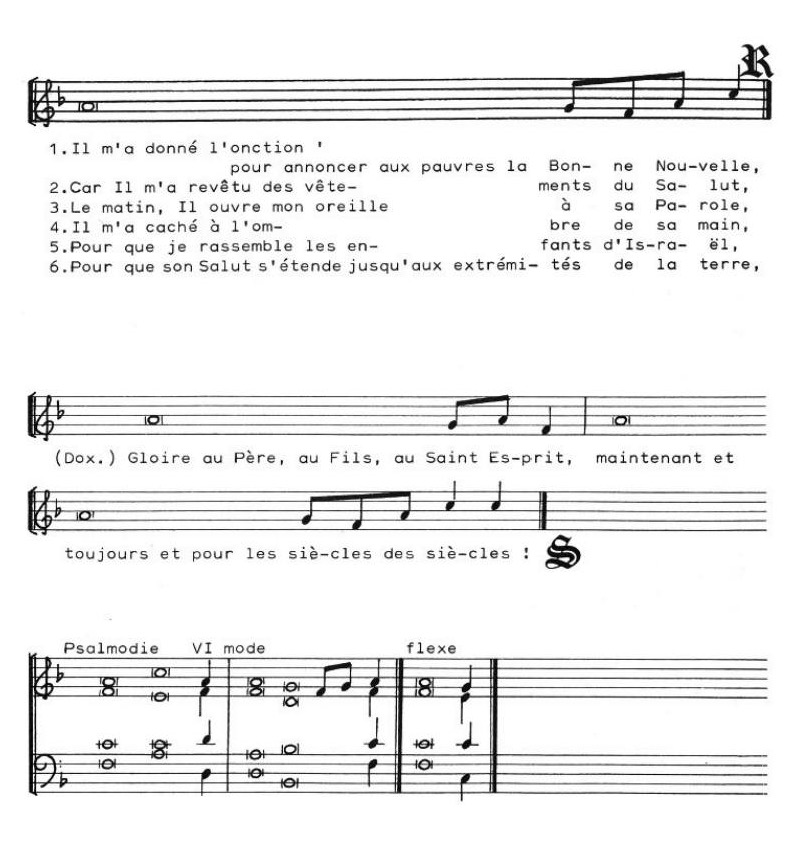 R
1.Il m'a donné l'onction '
pour annoncer aux pauvres la Bon- ne Nou-velle,
2.Car Il m'a revêtu des vête- ments du Sa- lut,
3.Le matin, Il ouvre mon oreille à sa Pa- role,
4.Il m'a caché à l'om- bre de sa main,
5.Pour que je rassemble les en- fants d'Is-ra- ël,
6.Pour que son Salut s'étende jusqu'aux extrémi- tés de la terre,
(Dox.) Gloire au Père, au Fils, au Saint Es-prit, maintenant et
toujours et pour les siè-cles des siè-cles ! S
Psalmodie VI mode flexe